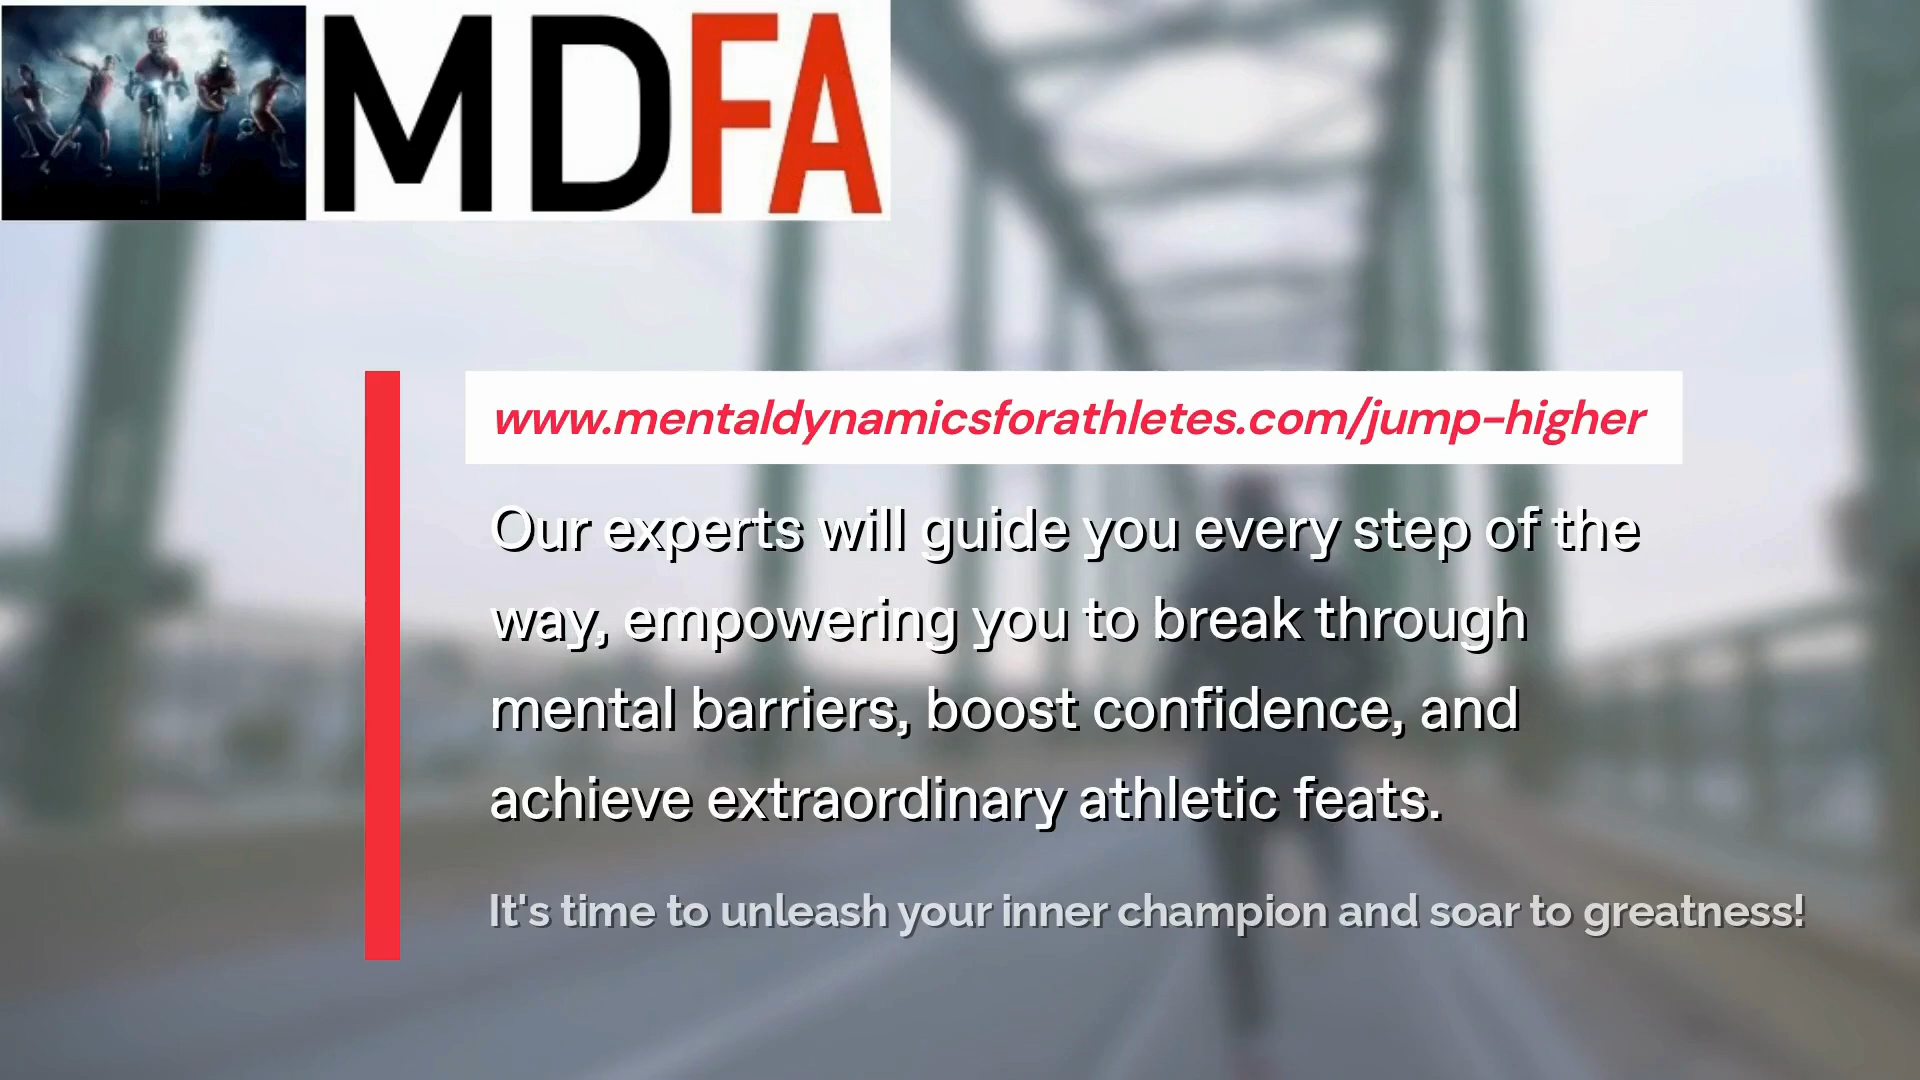 MDFA
www.mentaldynamicsforathletes.com/jump-higher
Our experts will guide you every step of the
way, empowering you to break through
mental barriers, boost confidence, and
achieve extraordinary athletic feats.
It's time to unleash your inner champion and soar to greatness!